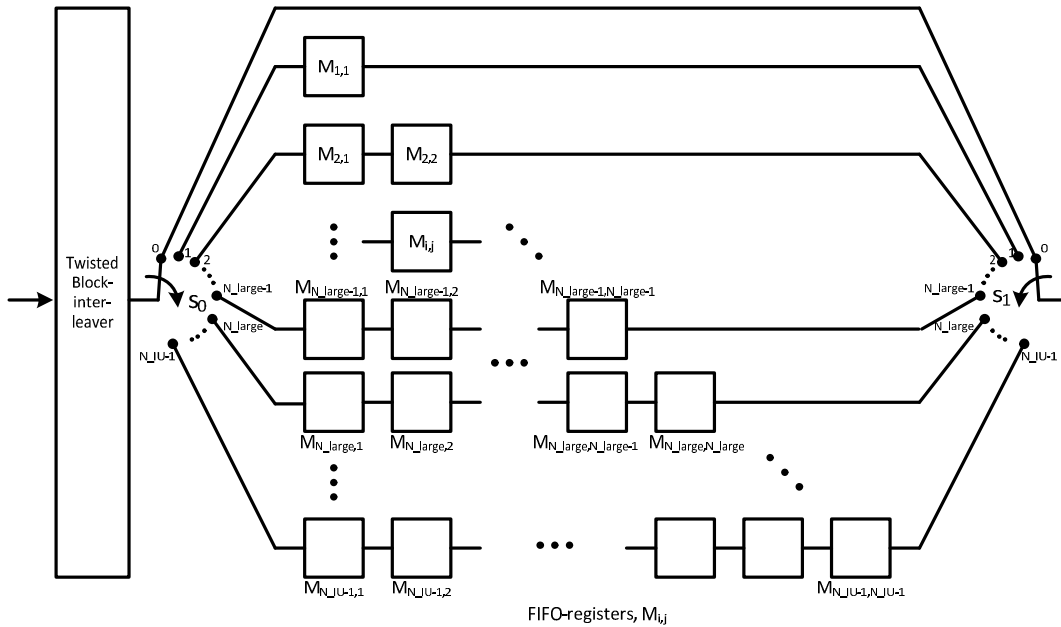 Twisted
Block-
inter-
leaver
S0
0
1
2
N_large-1
N_large
N_IU-1
M1,1
M2,1
M2,2
Mi,j
MN_large-1,1
MN_large-1,2
MN_large-1,N_large-1
MN_large,1
MN_large,2
MN_large,N_large-1
MN_large,N_large
MN_IU-1,1
MN_IU-1,2
MN_IU-1,N_IU-1
0
1
2
N_large-1
N_large
N_IU-1
S1
FIFO-registers, Mi,j